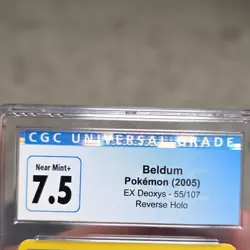 CGC UNIVERSAL GRADE
Near Mint+
7.5
Beldum
Pokémon (2005)
EX Deoxys - 55/107
Reverse Holo